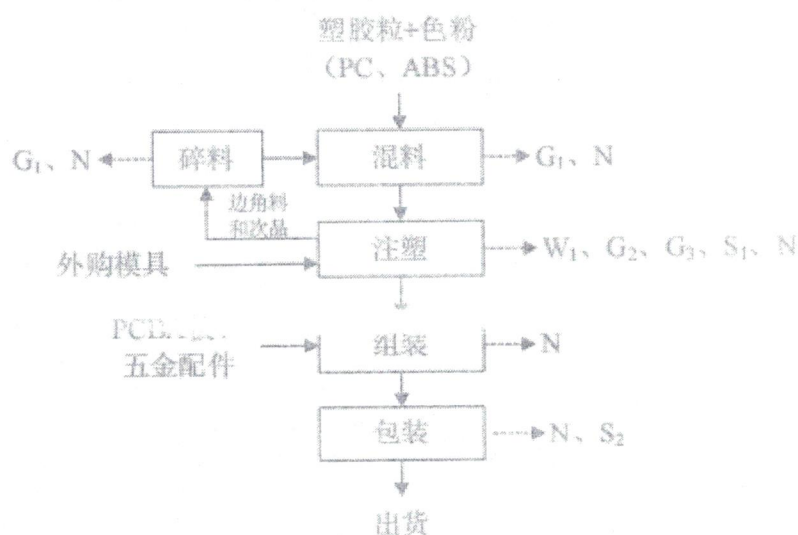 塑胶粒+色粉
（PC、ABS）
G₁、N
碎料
混料
G₁、N
边角料
和次品
注塑
W₁、G₂、G₃、S₁、N
外购模具
组装
N
五金配件
包装
N、S₂
出货